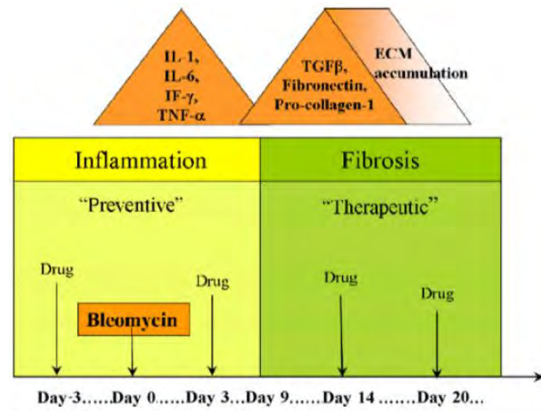 IL-1,
IL-6,
IF-γ,
TNF-α
TGFβ,
Fibronectin,
Pro-collagen-1
ECM
accumulation
Inflammation
Fibrosis
“Preventive”
“Therapeutic”
Drug
Bleomycin
Drug
Drug
Drug
Day-3......Day 0.......Day 3...Day 9....Day 14 .......Day 20...